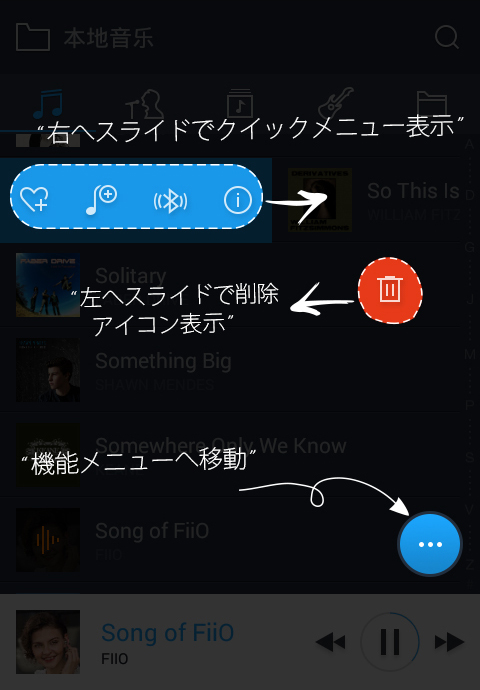 本地音乐
“右へスライドでクイックメニュー表示”
A
So This Is
WILLIAM FITZ
D
G
Solitary
“左へスライドで削除
アイコン表示”
J
Something Big
SHAWN MENDES
M
P
Somewhere Only We Know
S
“機能メニューへ移動”
Song of FiiO
FIIO
V
Z
Song of FiiO
FIIO